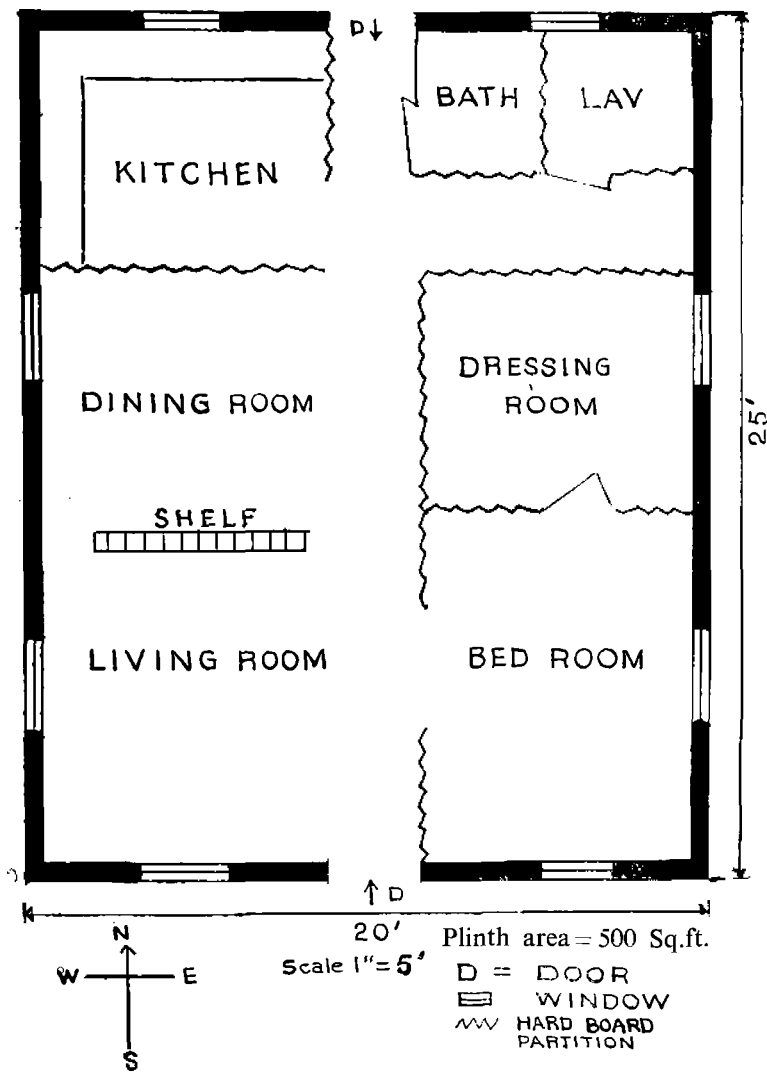 D↓
BATH
LAV
KITCHEN
DRESSING
ROOM
DINING ROOM
25'
SHELF
LIVING ROOM
BED ROOM
↑ D
20'
Plinth area = 500 Sq.ft.
Scale 1" = 5'
N
W E
S
D = DOOR
WINDOW
HARD BOARD
PARTITION